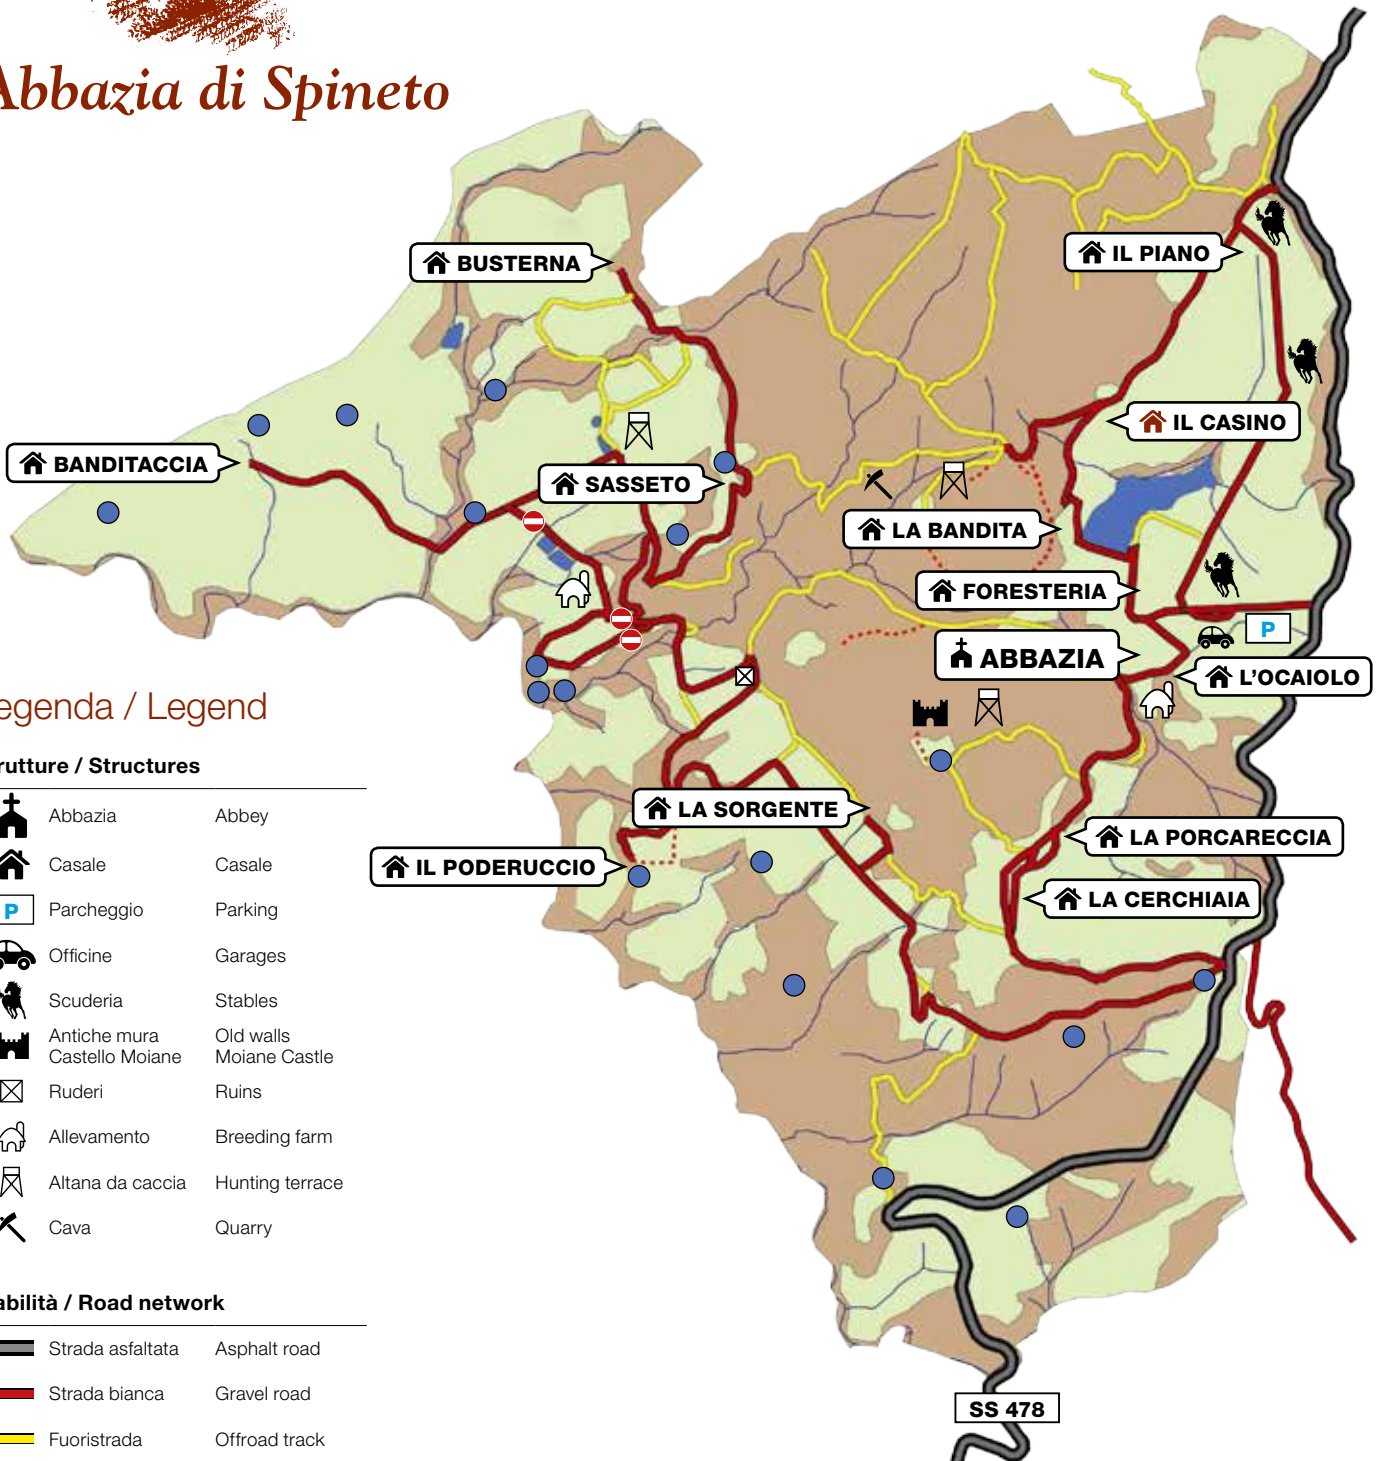 Abbazia di Spineto
BUSTERNA
IL PIANO
IL CASINO
BANDITACCIA
SASSETO
LA BANDITA
FORESTERIA
P
ABBAZIA
L'OCAIOLO
LA SORGENTE
LA PORCARECCIA
IL PODERUCCIO
LA CERCHIAIA
SS 478
egenda / Legend
rutture / Structures
Abbazia Abbey
Casale Casale
P Parcheggio Parking
Officine Garages
Scuderia Stables
Antiche mura Old walls
Castello Moiane Moiane Castle
Ruderi Ruins
Allevamento Breeding farm
Altana da caccia Hunting terrace
Cava Quarry
abilità / Road network
Strada asfaltata Asphalt road
Strada bianca Gravel road
Fuoristrada Offroad track